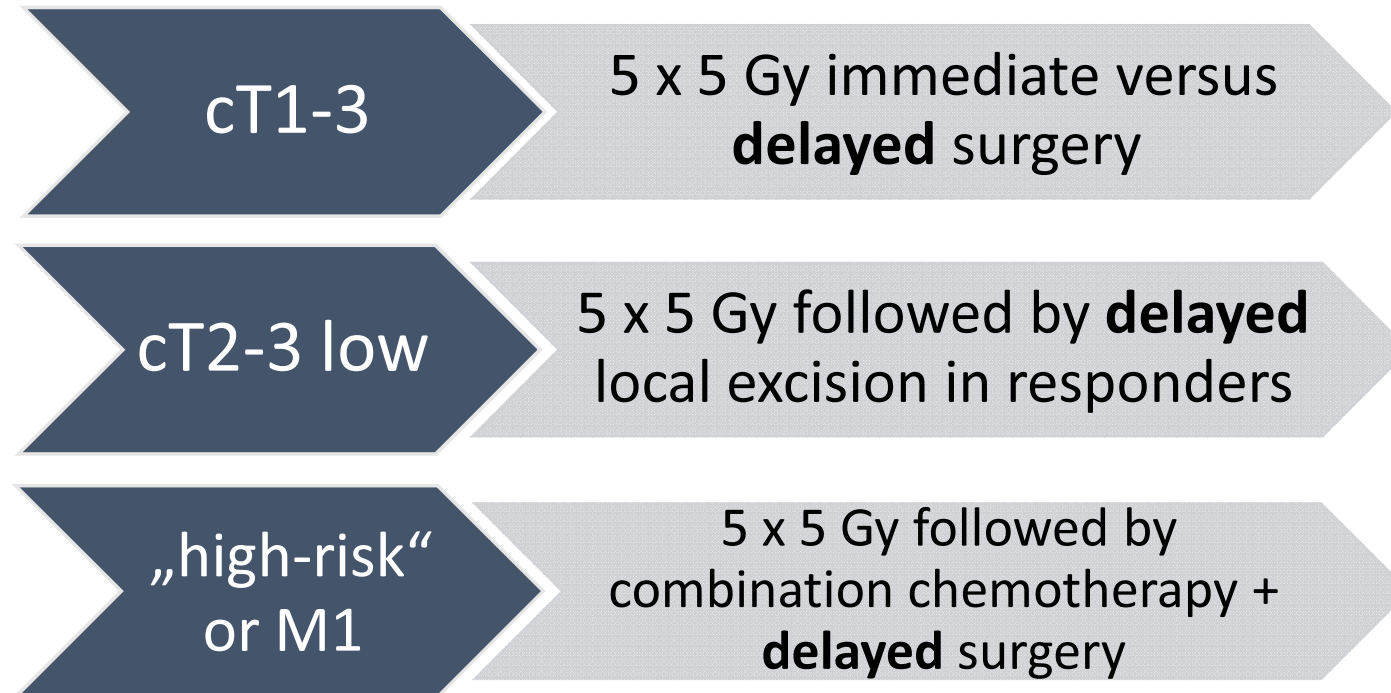 cT1-3
5 x 5 Gy immediate versus
delayed surgery
cT2-3 low
5 x 5 Gy followed by delayed
local excision in responders
„high-risk“
or M1
5 x 5 Gy followed by
combination chemotherapy +
delayed surgery